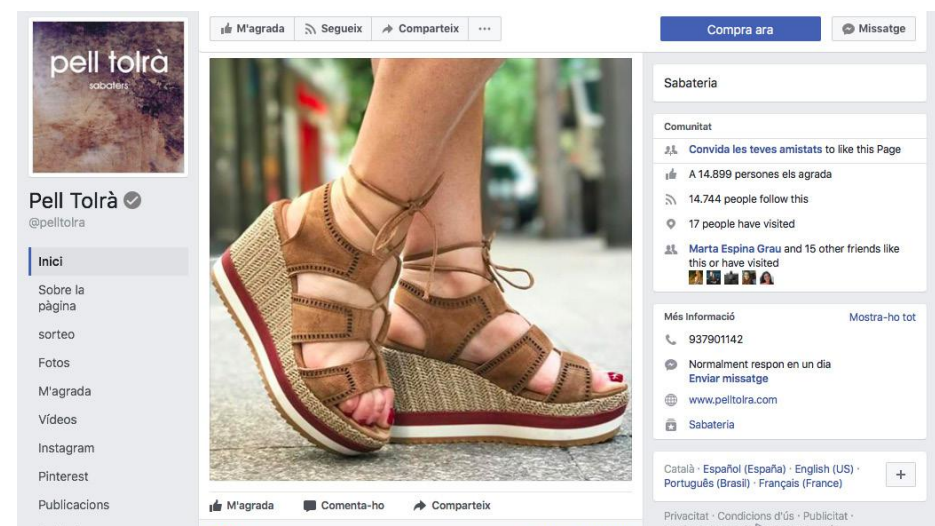 pell tolrà
sabaters
Pell Tolrà
@pelltolra
Inici
Sobre la
pàgina
sorteo
Fotos
M'agrada
Vídeos
Instagram
Pinterest
Publicacions
M'agrada
Segueix
Comparteix
···
M'agrada
Comenta-ho
Comparteix
Compra ara
Missatge
Sabateria
Comunitat
Convida les teves amistats to like this Page
A 14.899 persones els agrada
14.744 people follow this
17 people have visited
Marta Espina Grau and 15 other friends like
this or have visited
Més Informació
Mostra-ho tot
937901142
Normalment respon en un dia
Enviar missatge
www.pelltolra.com
Sabateria
Català · Español (España) · English (US) ·
Português (Brasil) · Français (France)
+
Privacitat · Condicions d'ús · Publicitat ·